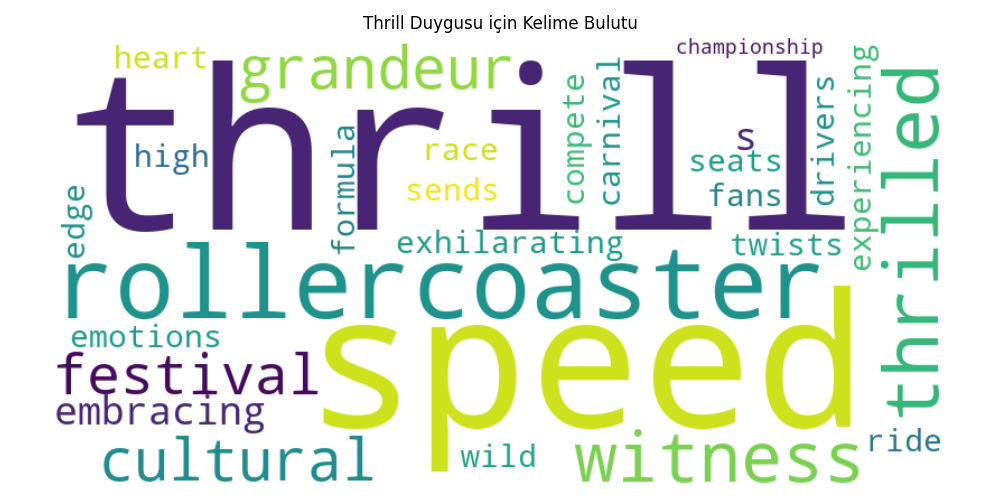 Thrill Duygusu için Kelime Bulutu
heart
grandeur
championship
thrill
high
formula
race
sends
compete
carnival
s
seats
fans
drivers
experiencing
thrilled
edge
exhilarating
twists
rollercoaster
emotions
speed
festival
embracing
cultural
wild
witness
ride